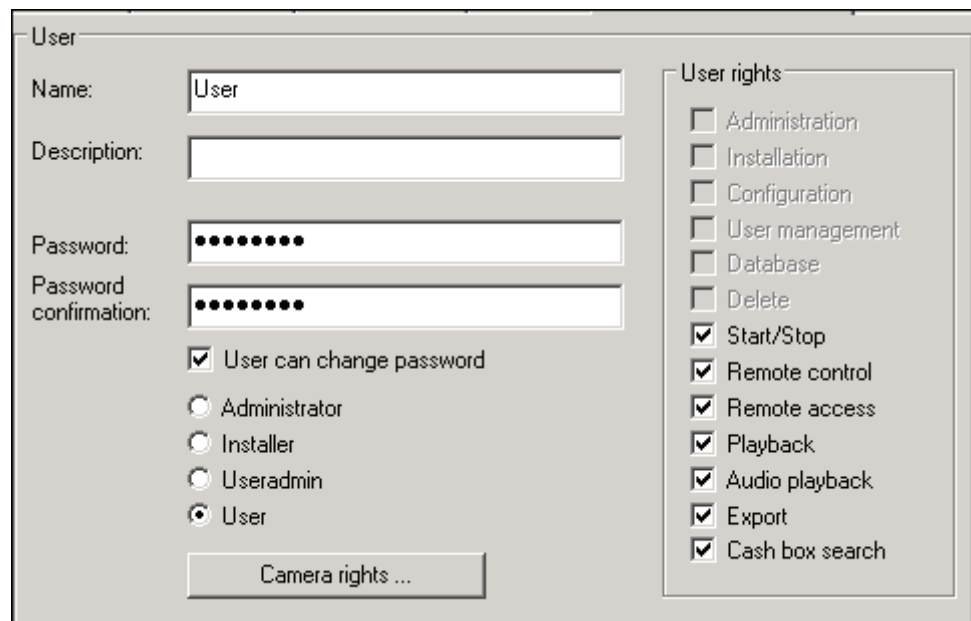 User
Name:
User
Description:
Password:
●●●●●●●●
Password
confirmation:
●●●●●●●●
User can change password
Administrator
Installer
Useradmin
User
Camera rights ...
User rights
Administration
Installation
Configuration
User management
Database
Delete
Start/Stop
Remote control
Remote access
Playback
Audio playback
Export
Cash box search